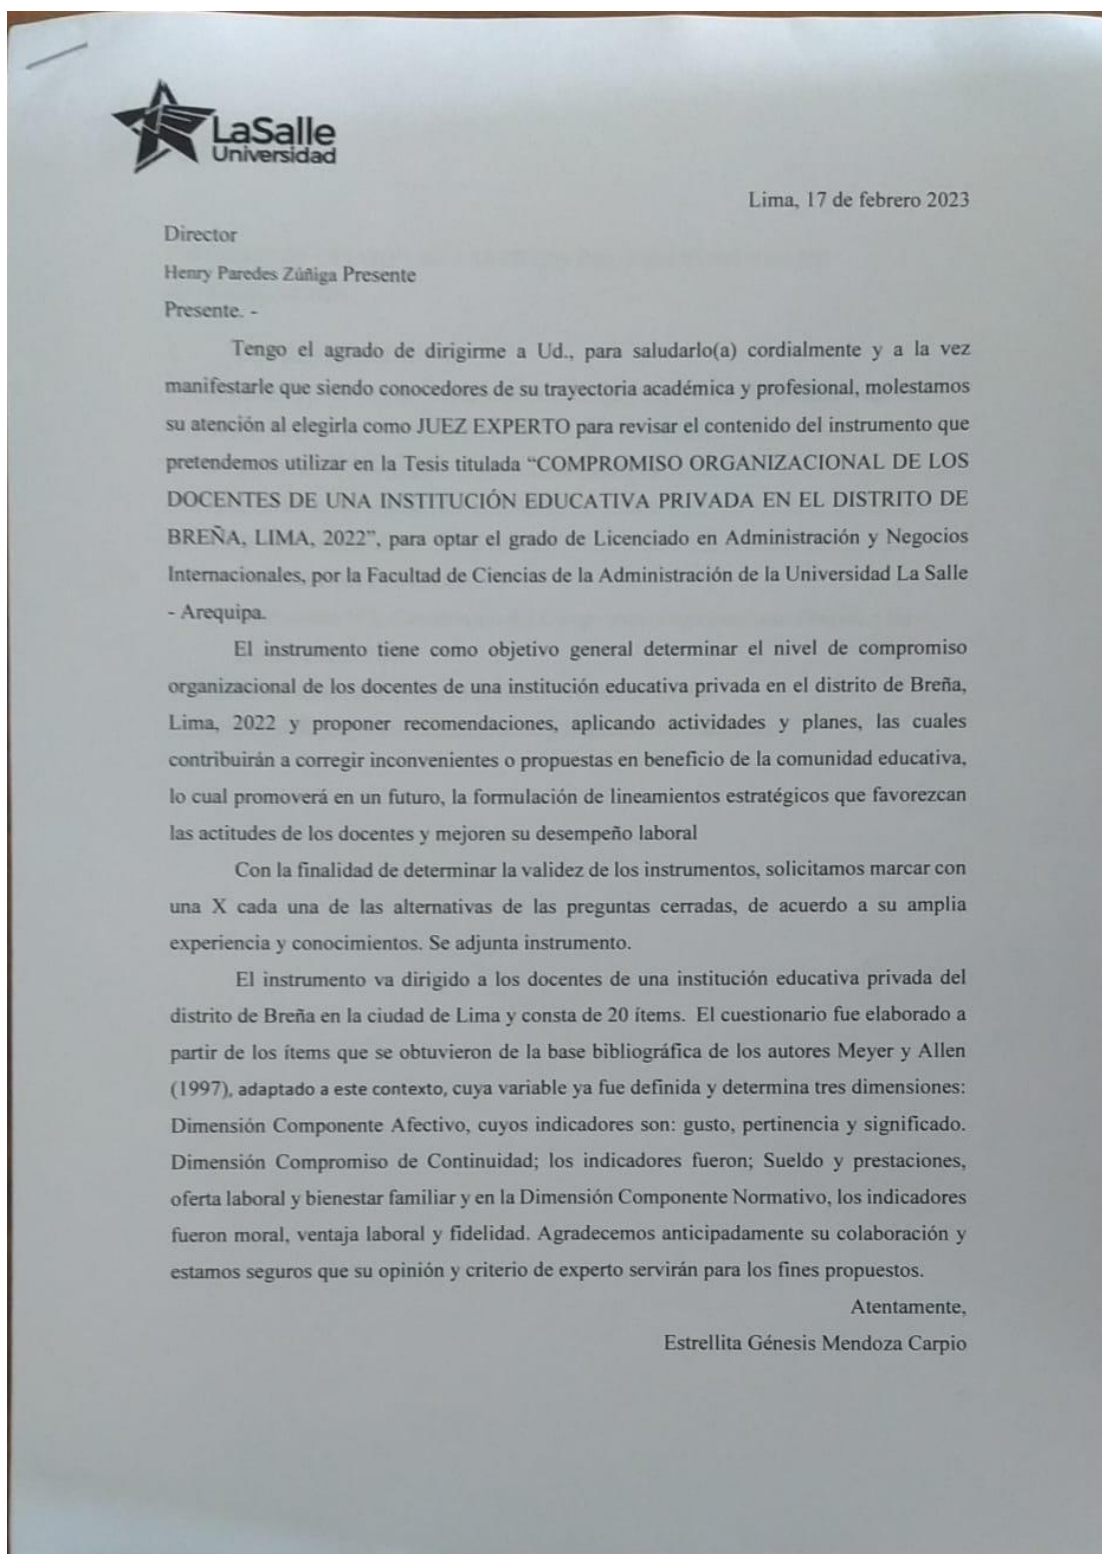 LaSalle
Universidad
Lima, 17 de febrero 2023
Director
Henry Paredes Zúñiga Presente
Presente. -
Tengo el agrado de dirigirme a Ud., para saludarlo(a) cordialmente y a la vez
manifestarle que siendo conocedores de su trayectoria académica y profesional, molestamos
su atención al elegirla como JUEZ EXPERTO para revisar el contenido del instrumento que
pretendemos utilizar en la Tesis titulada “COMPROMISO ORGANIZACIONAL DE LOS
DOCENTES DE UNA INSTITUCIÓN EDUCATIVA PRIVADA EN EL DISTRITO DE
BREÑA, LIMA, 2022”, para optar el grado de Licenciado en Administración y Negocios
Internacionales, por la Facultad de Ciencias de la Administración de la Universidad La Salle
- Arequipa.
El instrumento tiene como objetivo general determinar el nivel de compromiso
organizacional de los docentes de una institución educativa privada en el distrito de Breña,
Lima, 2022 y proponer recomendaciones, aplicando actividades y planes, las cuales
contribuirán a corregir inconvenientes o propuestas en beneficio de la comunidad educativa,
lo cual promoverá en un futuro, la formulación de lineamientos estratégicos que favorezcan
las actitudes de los docentes y mejoren su desempeño laboral
Con la finalidad de determinar la validez de los instrumentos, solicitamos marcar con
una X cada una de las alternativas de las preguntas cerradas, de acuerdo a su amplia
experiencia y conocimientos. Se adjunta instrumento.
El instrumento va dirigido a los docentes de una institución educativa privada del
distrito de Breña en la ciudad de Lima y consta de 20 ítems. El cuestionario fue elaborado a
partir de los ítems que se obtuvieron de la base bibliográfica de los autores Meyer y Allen
(1997), adaptado a este contexto, cuya variable ya fue definida y determina tres dimensiones:
Dimensión Componente Afectivo, cuyos indicadores son: gusto, pertinencia y significado.
Dimensión Compromiso de Continuidad; los indicadores fueron; Sueldo y prestaciones,
oferta laboral y bienestar familiar y en la Dimensión Componente Normativo, los indicadores
fueron moral, ventaja laboral y fidelidad. Agradecemos anticipadamente su colaboración y
estamos seguros que su opinión y criterio de experto servirán para los fines propuestos.
Atentamente,
Estrellita Génesis Mendoza Carpio